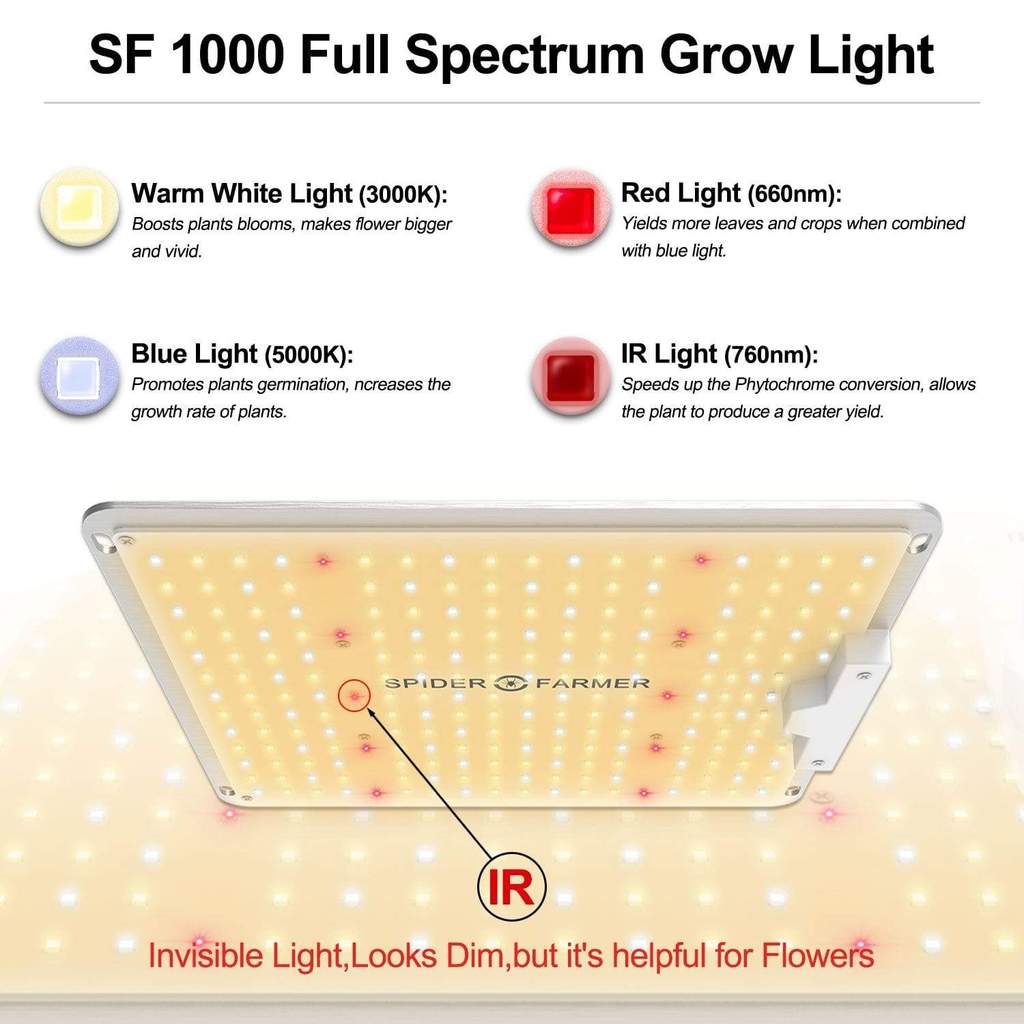 SF 1000 Full Spectrum Grow Light
Warm White Light (3000K):
Boosts plants blooms, makes flower bigger
and vivid.
Red Light (660nm):
Yields more leaves and crops when combined
with blue light.
Blue Light (5000K):
Promotes plants germination, ncreases the
growth rate of plants.
IR Light (760nm):
Speeds up the Phytochrome conversion, allows
the plant to produce a greater yield.
SPIDER FARMER
IR
Invisible Light,Looks Dim,but it's helpful for Flowers